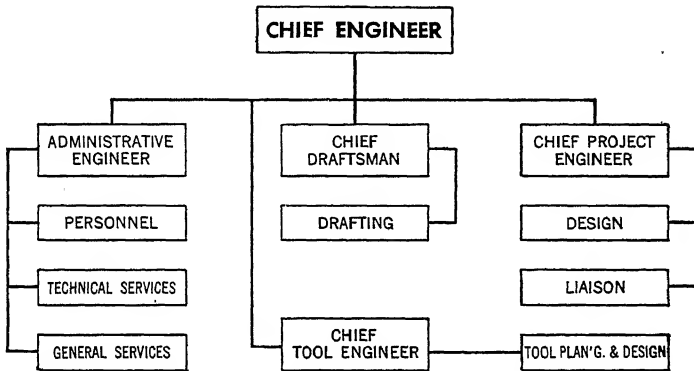 CHIEF ENGINEER
ADMINISTRATIVE
ENGINEER
CHIEF
DRAFTSMAN
CHIEF PROJECT
ENGINEER
PERSONNEL
DRAFTING
DESIGN
TECHNICAL SERVICES
LIAISON
GENERAL SERVICES
CHIEF
TOOL ENGINEER
TOOL PLAN'G. & DESIGN